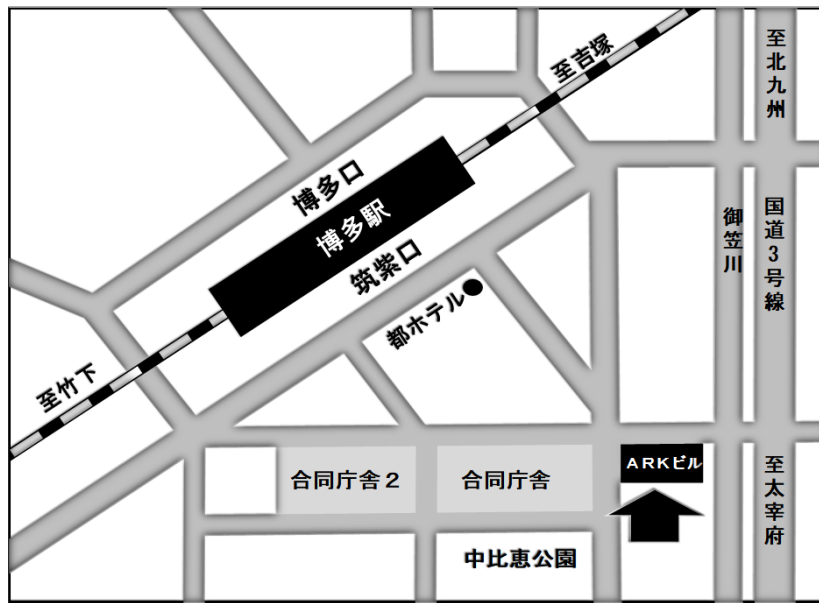 至北九州
至吉塚
博多口
博多駅
筑紫口
御笠川
国道3号線
都ホテル
至竹下
合同庁舎2
合同庁舎
ARKビル
至太宰府
中比恵公園